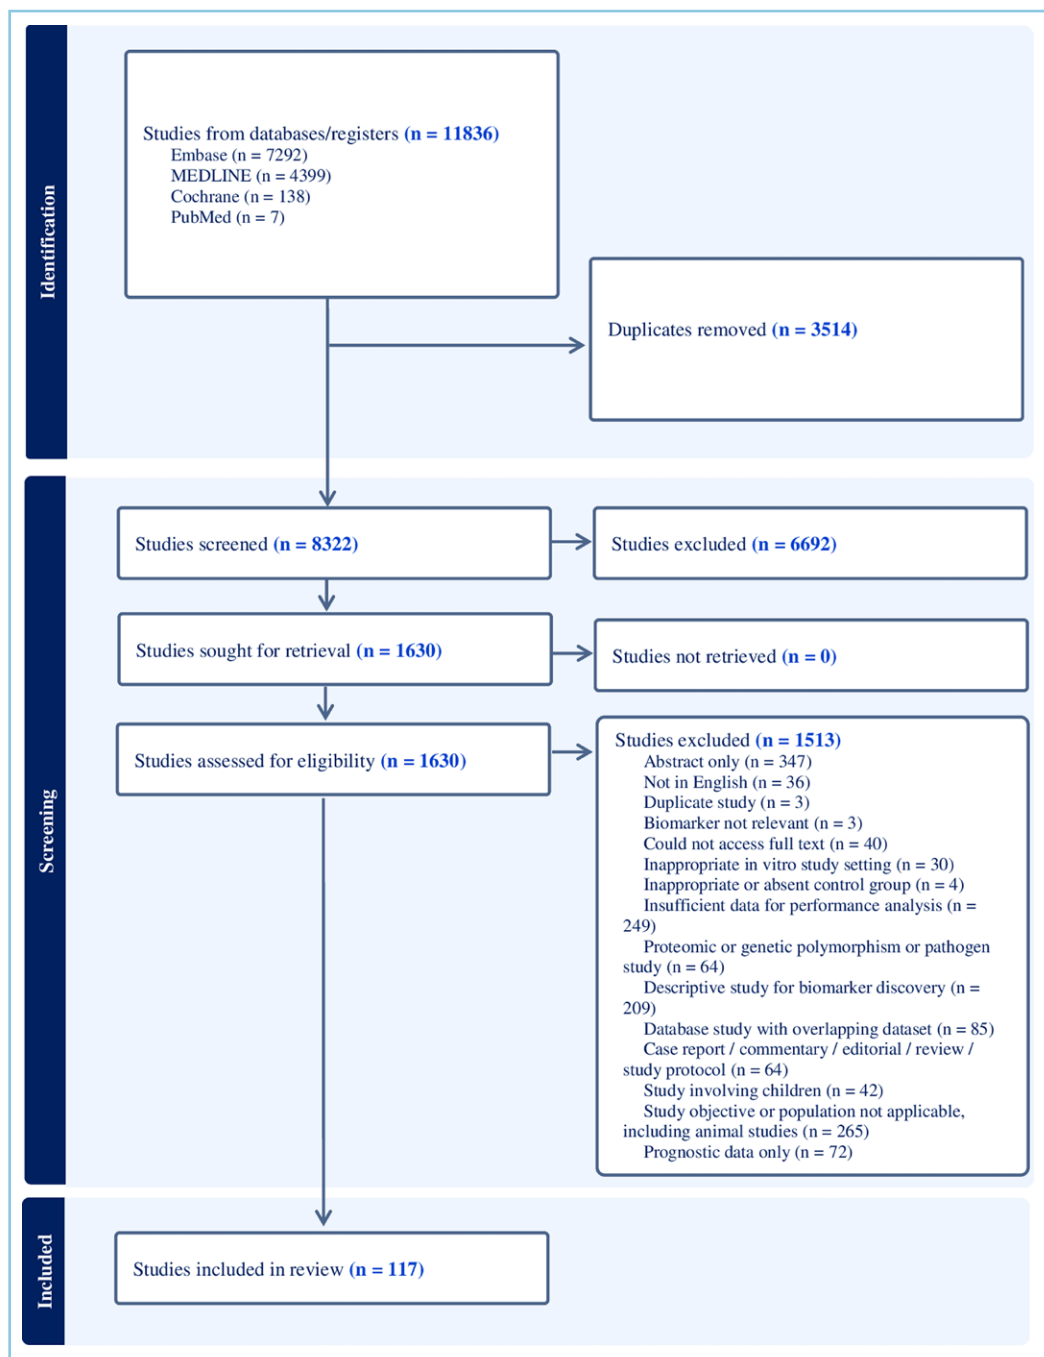 Identification
Studies from databases/registers (n = 11836)
Embase (n = 7292)
MEDLINE (n = 4399)
Cochrane (n = 138)
PubMed (n = 7)
Duplicates removed (n = 3514)
Screening
Studies screened (n = 8322)
Studies excluded (n = 6692)
Studies sought for retrieval (n = 1630)
Studies not retrieved (n = 0)
Studies assessed for eligibility (n = 1630)
Studies excluded (n = 1513)
Abstract only (n = 347)
Not in English (n = 36)
Duplicate study (n = 3)
Biomarker not relevant (n = 3)
Could not access full text (n = 40)
Inappropriate in vitro study setting (n = 30)
Inappropriate or absent control group (n = 4)
Insufficient data for performance analysis (n =
249)
Proteomic or genetic polymorphism or pathogen
study (n = 64)
Descriptive study for biomarker discovery (n =
209)
Database study with overlapping dataset (n = 85)
Case report / commentary / editorial / review /
study protocol (n = 64)
Study involving children (n = 42)
Study objective or population not applicable,
including animal studies (n = 265)
Prognostic data only (n = 72)
Included
Studies included in review (n = 117)